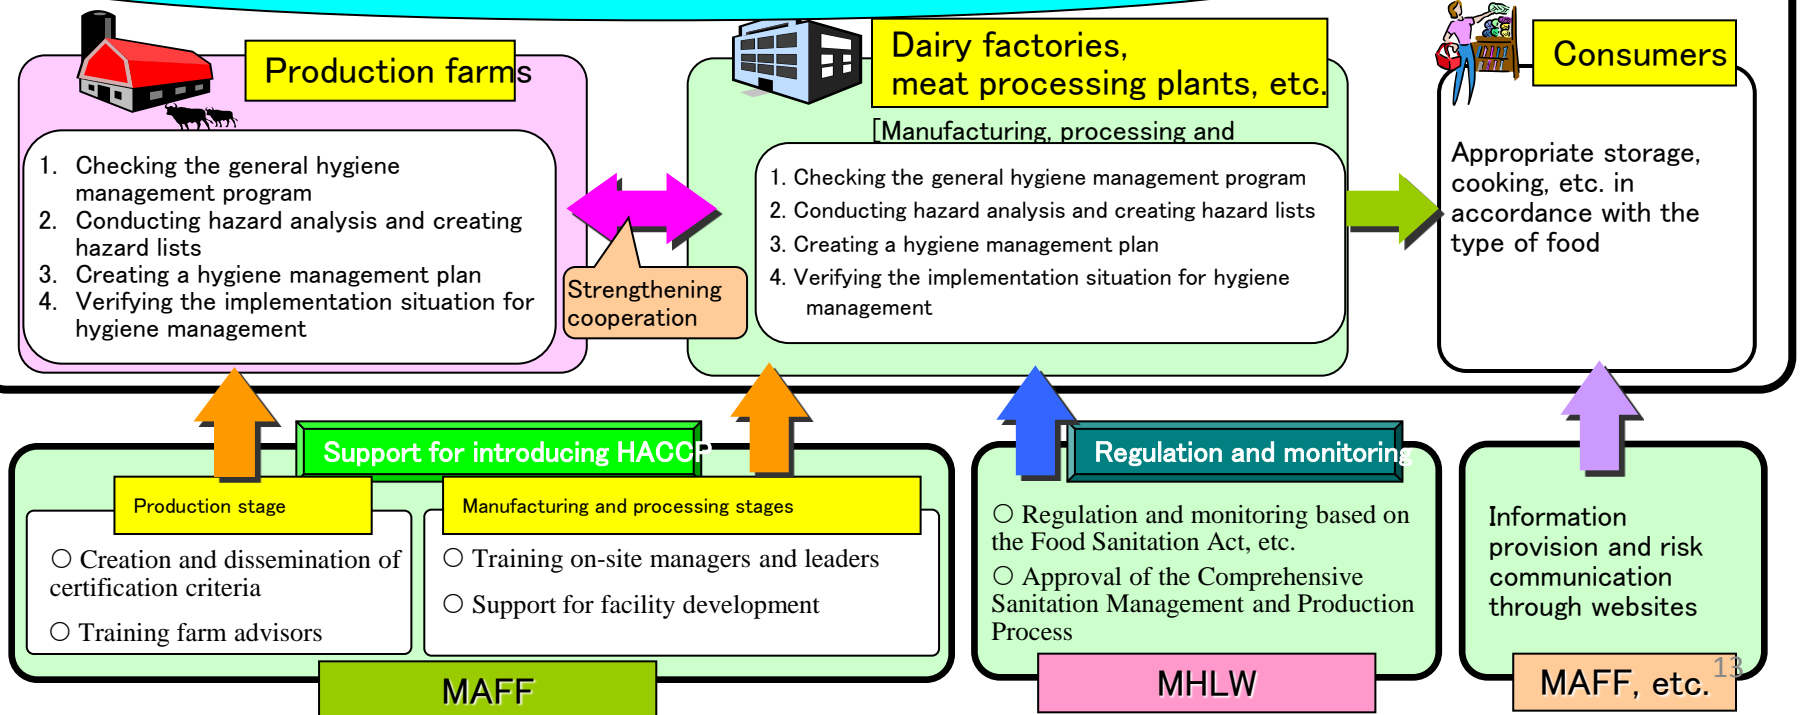 Production farms
1. Checking the general hygiene
management program
2. Conducting hazard analysis and creating
hazard lists
3. Creating a hygiene management plan
4. Verifying the implementation situation for
hygiene management
Strengthening
cooperation
Dairy factories,
meat processing plants, etc.
[Manufacturing, processing and
1. Checking the general hygiene management program
2. Conducting hazard analysis and creating hazard lists
3. Creating a hygiene management plan
4. Verifying the implementation situation for hygiene
management
Consumers
Appropriate storage,
cooking, etc. in
accordance with the
type of food
Support for introducing HACCP
Production stage
○ Creation and dissemination of
certification criteria
○ Training farm advisors
Manufacturing and processing stages
○ Training on-site managers and leaders
○ Support for facility development
MAFF
Regulation and monitoring
○ Regulation and monitoring based on
the Food Sanitation Act, etc.
○ Approval of the Comprehensive
Sanitation Management and Production
Process
MHLW
Information
provision and risk
communication
through websites
MAFF, etc.
13